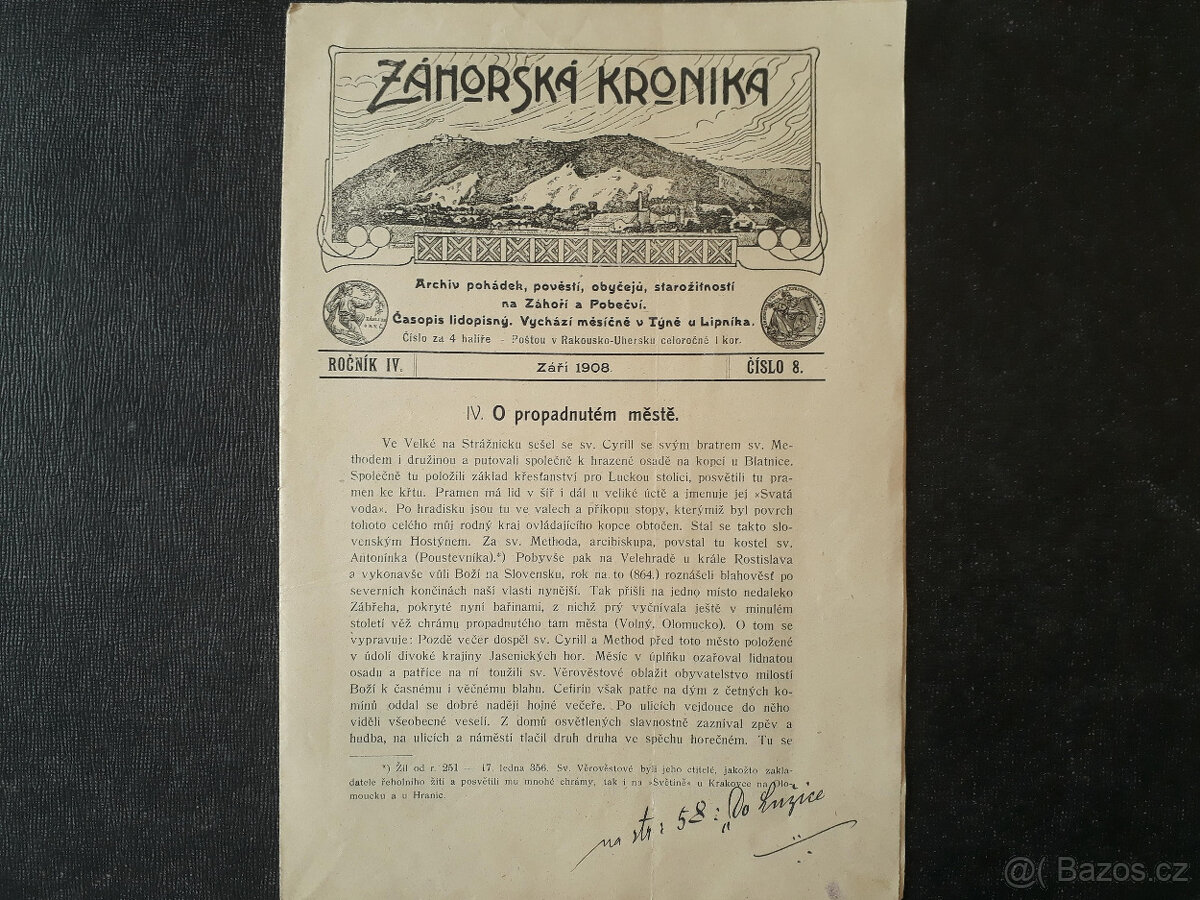 ZÁHORSKÁ KRONIKA
Archiv pohádek, pověstí, obyčejů, starožitností
na Záhoří a Pobečví.
Časopis lidopisný. Vychází měsíčně v Týně u Lipníka.
Číslo za 4 halíře - Poštou v Rakousko-Uhersku celoročně 1 kor.
ROČNÍK IV. Září 1908. ČÍSLO 8.
IV. O propadnutém městě.
Ve Velké na Strážnicku sešel se sv. Cyrill se svým bratrem sv. Me-
thodem i družinou a putovali společně k hrazené osadě na kopci u Blatnice.
Společně tu položili základ křesťanství pro Luckou stolici, posvětili tu pra-
men ke křtu. Pramen má lid v šíř i dál u veliké úctě a jmenuje jej »Svatá
voda«. Po hradisku jsou tu ve valech a příkopu stopy, kterýmiž byl povrch
tohoto celého můj rodný kraj ovládajícího kopce obtočen. Stal se takto slo-
venským Hostýnem. Za sv. Methoda, arcibiskupa, povstal tu kostel sv.
Antonínka (Poustevníka).*) Pobyvše pak na Velehradě u krále Rostislava
a vykonavše vůli Boží na Slovensku, rok na to (864.) roznášeli blahověsť po
severních končinách naší vlasti nynější. Tak přišli na jedno místo nedaleko
Zábřeha, pokryté nyní bařinami, z nichž prý vyčnívala ještě v minulém
století věž chrámu propadnutého tam města (Volný, Olomucko). O tom se
vypravuje: Pozdě večer dospěl sv. Cyrill a Method před toto město položené
v údolí divoké krajiny Jasenických hor. Měsíc v úplňku ozařoval lidnatou
osadu a patříce na ni toužili sv. Věrověstové oblažit obyvatelstvo milostí
Boží k časnému i věčnému blahu. Cefirin však patře na dým z četných ko-
mínů oddal se dobré naději hojné večeře. Po ulicích vejdouce do něho
viděli všeobecné veselí. Z domů osvětlených slavnostně zazníval zpěv a
hudba, na ulicích a náměstí tlačil druh druha ve spěchu horečném. Tu se
*) Žil od r. 251 — 17. ledna 356. Sv. Věrověstové byli jeho ctitelé, jakožto zakla-
datele řeholního žití a posvětili mu mnohé chrámy, tak i na »Světině« u Krakovce na Olo-
moucku a u Hranic.
na str: 58: „Do Lužice
@( Bazos.cz